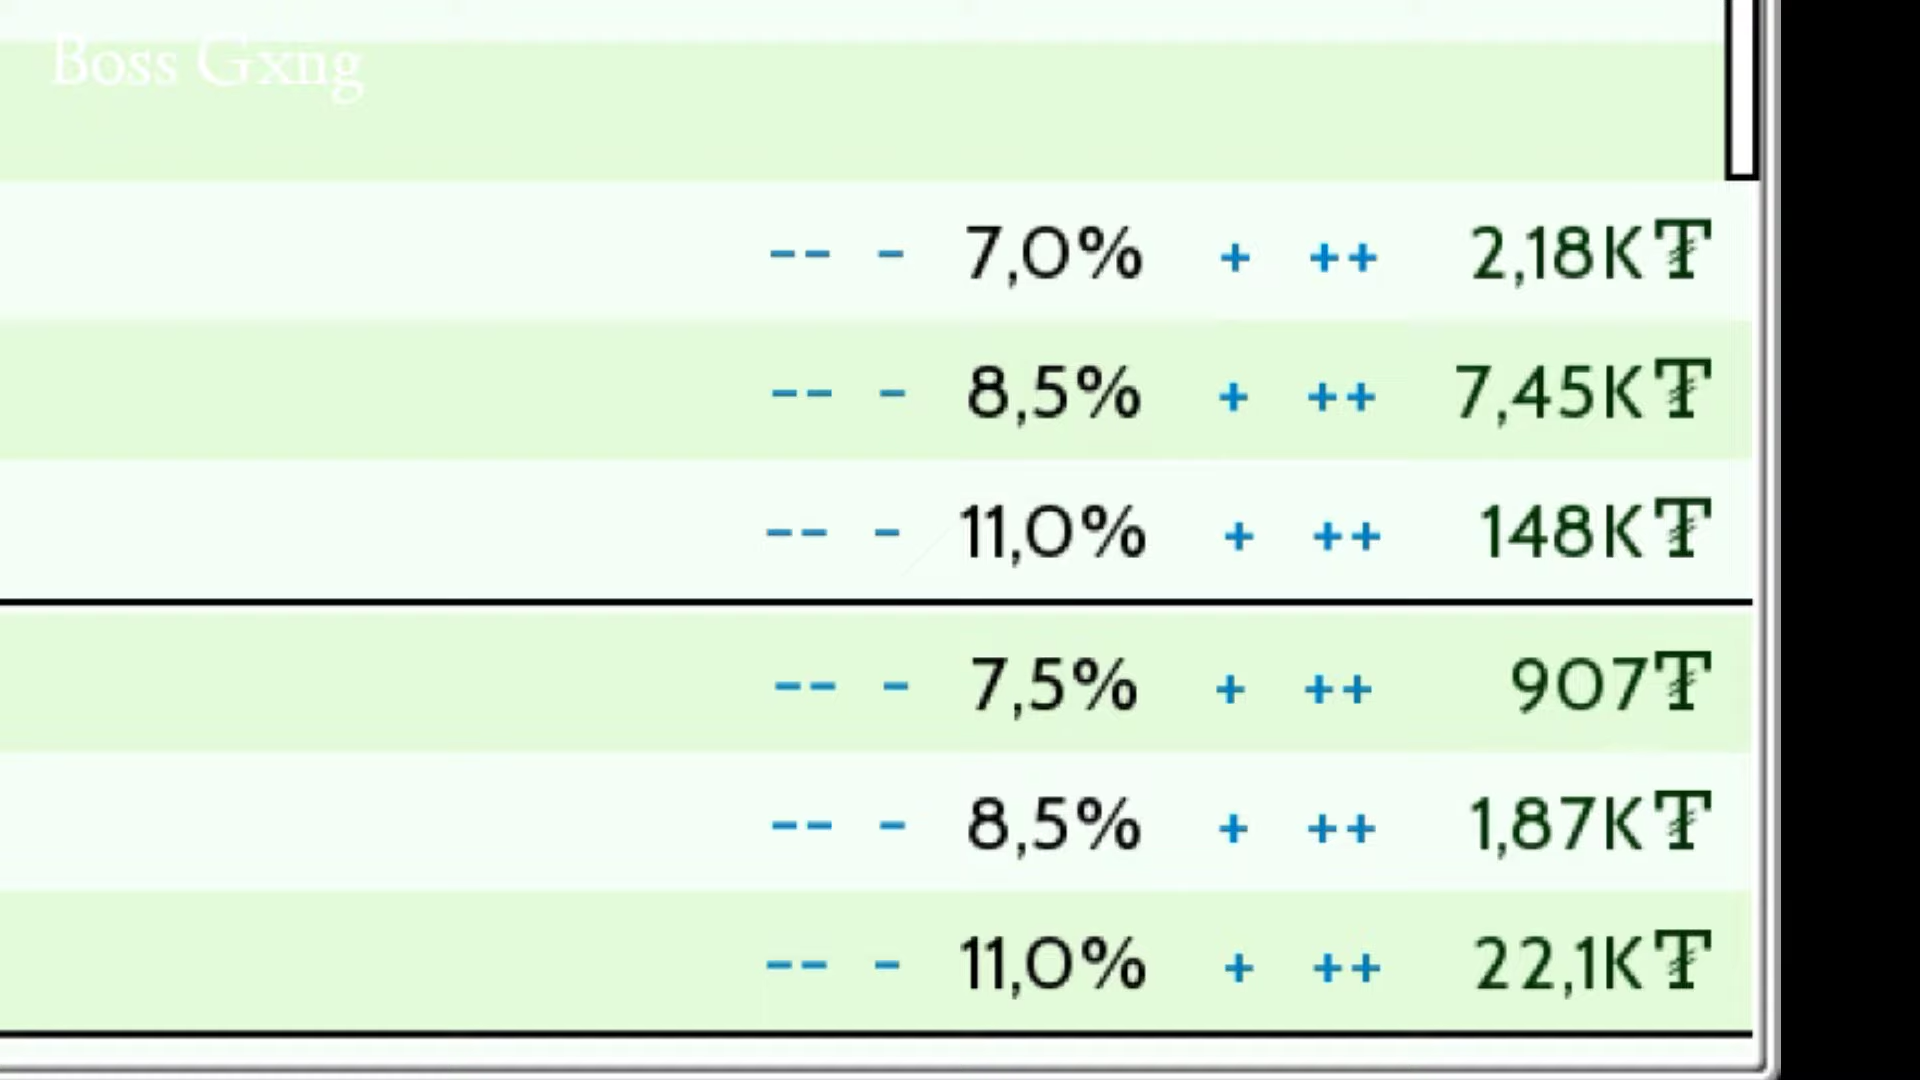 Boss Gxng
-- - 7,0% + ++ 2,18K₮
-- - 8,5% + ++ 7,45K₮
-- - 11,0% + ++ 148K₮
-- - 7,5% + ++ 907₮
-- - 8,5% + ++ 1,87K₮
-- - 11,0% + ++ 22,1K₮